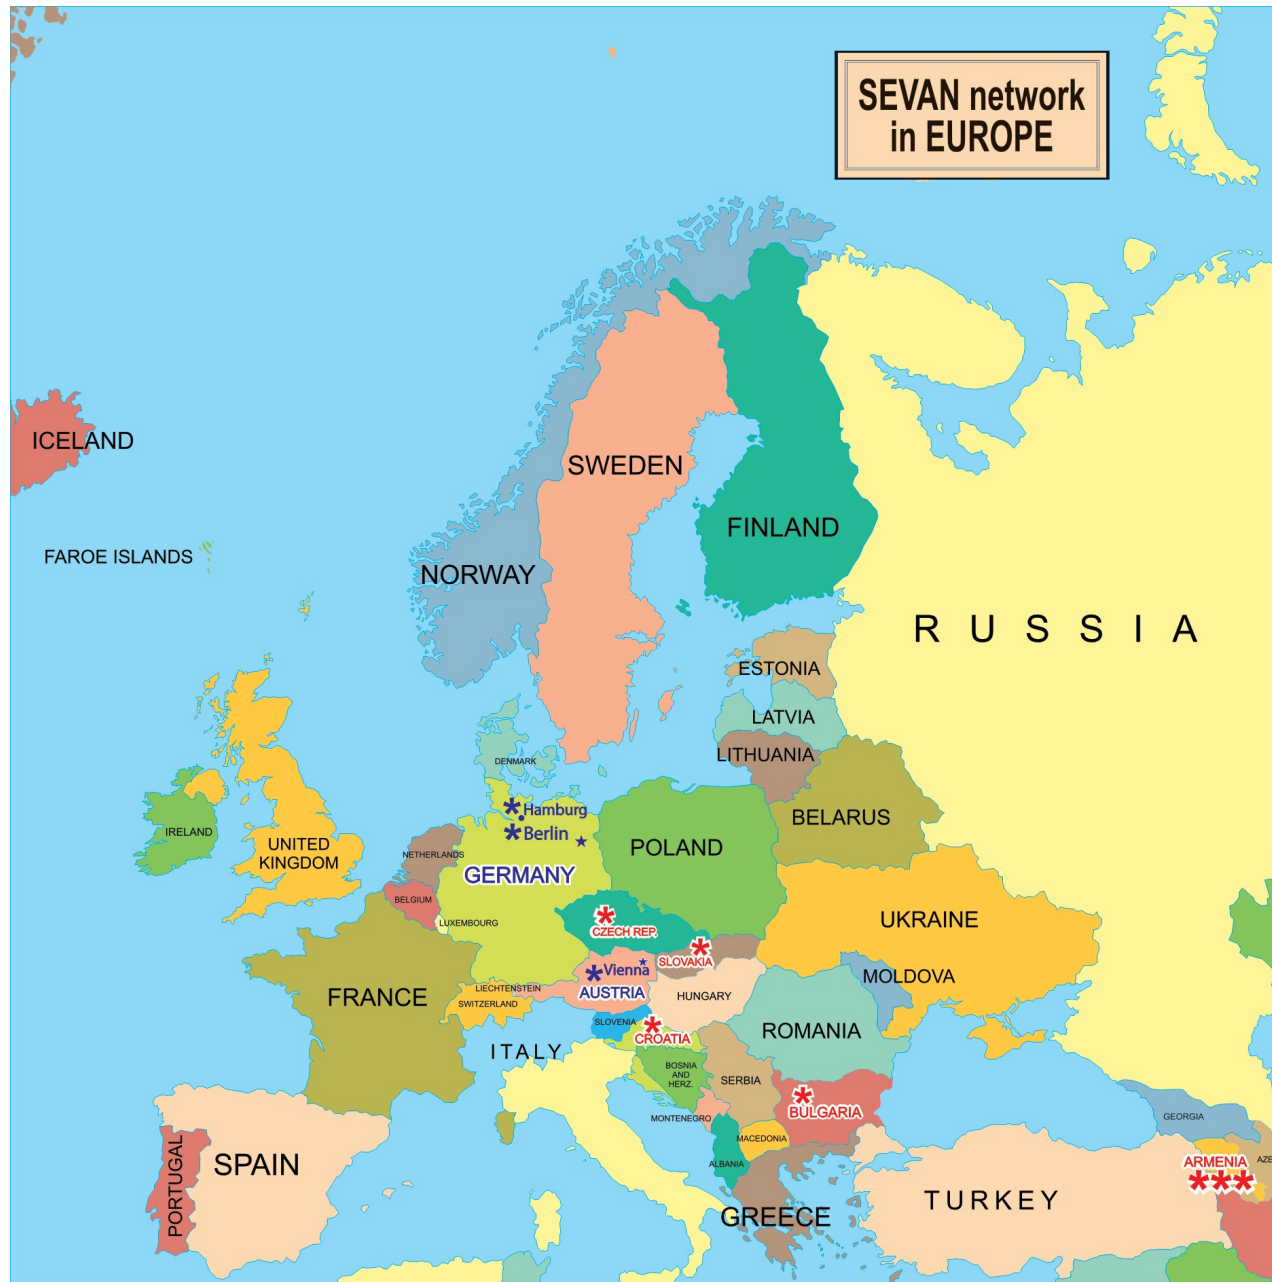 SEVAN network
in EUROPE
ICELAND
SWEDEN
FINLAND
FAROE ISLANDS
NORWAY
R U S S I A
ESTONIA
LATVIA
LITHUANIA
DENMARK
*Hamburg
*Berlin
BELARUS
IRELAND
UNITED
KINGDOM
NETHERLANDS
POLAND
GERMANY
BELGIUM
LUXEMBOURG
*
CZECH REP.
UKRAINE
*
SLOVAKIA
*Vienna
AUSTRIA
MOLDOVA
FRANCE
LIECHTENSTEIN
SWITZERLAND
HUNGARY
SLOVENIA
*
CROATIA
ROMANIA
ITALY
BOSNIA
AND
HERZ.
SERBIA
*
BULGARIA
MONTENEGRO
MACEDONIA
GEORGIA
ALBANIA
ARMENIA
***
AZE
PORTUGAL
SPAIN
TURKEY
GREECE